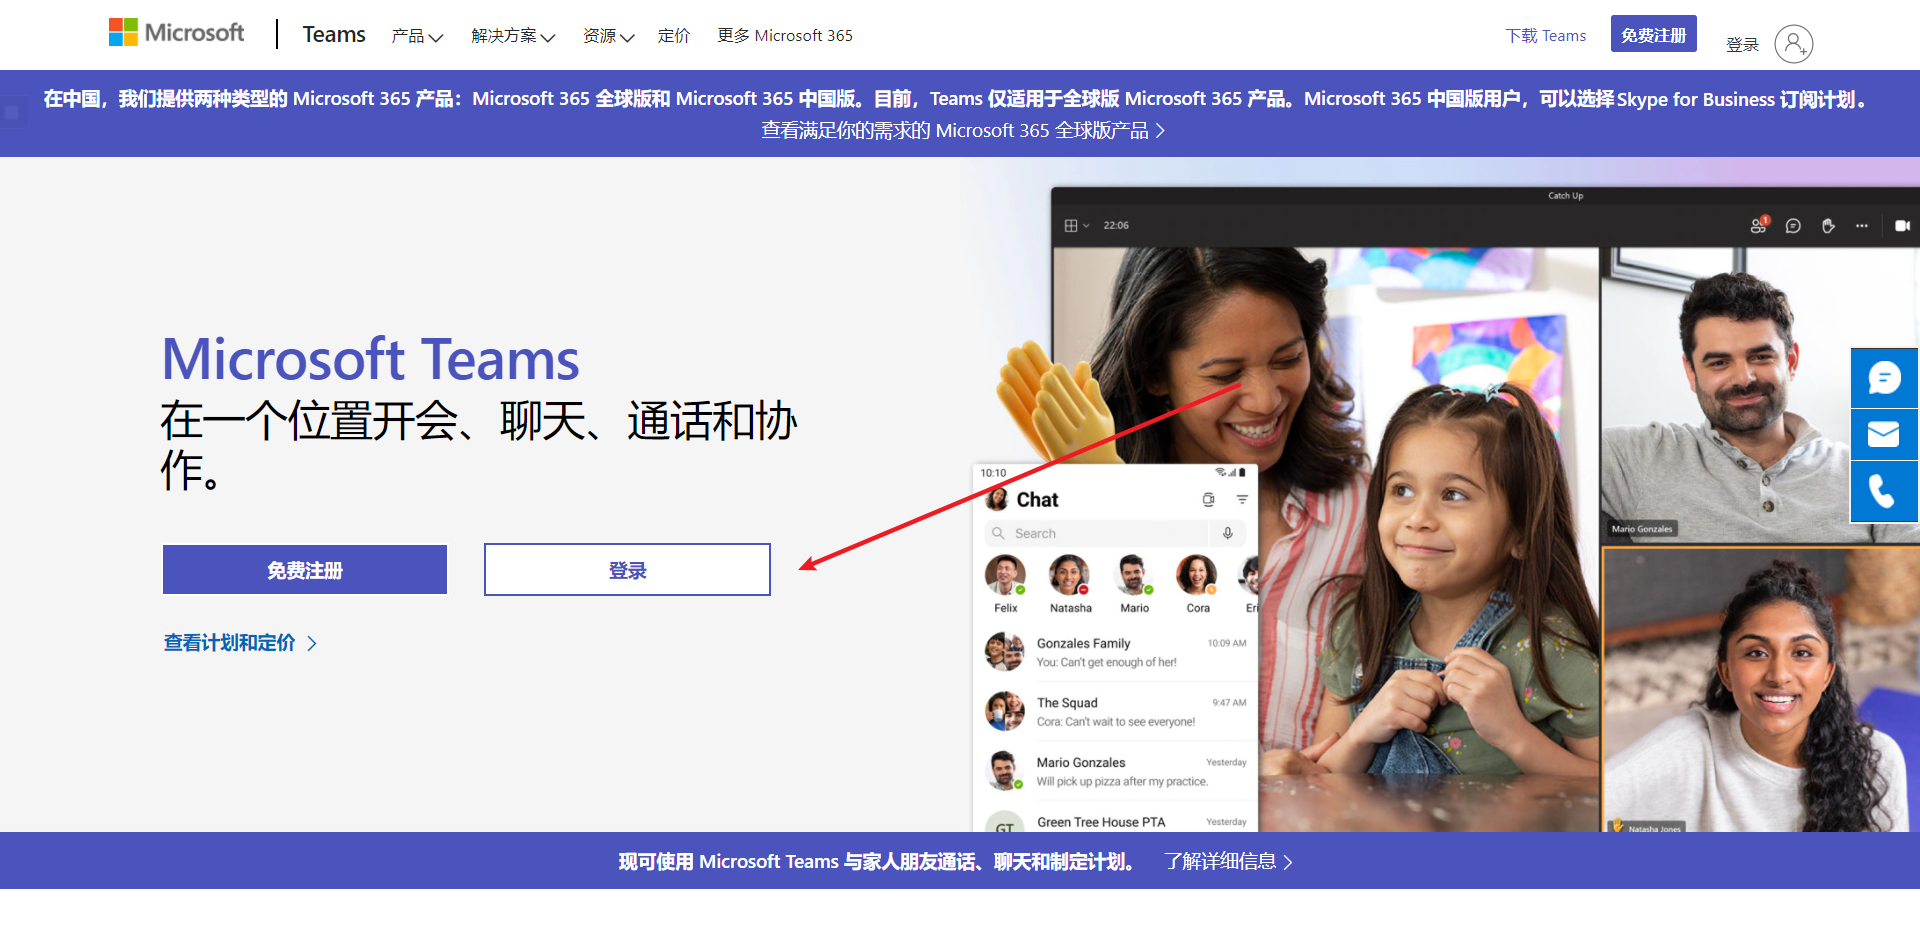 Microsoft
Teams 产品 解决方案 资源 定价 更多 Microsoft 365
下载 Teams 免费注册 登录
在中国，我们提供两种类型的 Microsoft 365 产品：Microsoft 365 全球版和 Microsoft 365 中国版。目前，Teams 仅适用于全球版 Microsoft 365 产品。Microsoft 365 中国版用户，可以选择Skype for Business 订阅计划 。
查看满足你的需求的 Microsoft 365 全球版产品
Microsoft Teams
在一个位置开会、聊天、通话和协
作。
免费注册 登录
查看计划和定价
Catch Up
22:06
1
Mario Gonzales
Natasha Jones
10:10
Chat
Search
Felix Natasha Mario Cora Eri
Gonzales Family 10:09 AM
You: Can't get enough of her!
The Squad 9:47 AM
Cora: Can't wait to see everyone!
Mario Gonzales Yesterday
Will pick up pizza after my practice.
GT Green Tree House PTA Yesterday
现可使用 Microsoft Teams 与家人朋友通话、聊天和制定计划。 了解详细信息